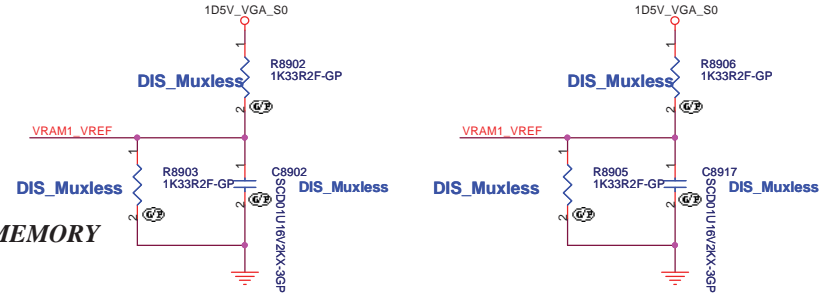 1D5V_VGA_S0
1
R8902
1K33R2F-GP
DIS_Muxless
2
G/P
VRAM1_VREF
1
1
R8903
1K33R2F-GP
C8902
SCD01U16V2KX-3GP
DIS_Muxless
DIS_Muxless
2
G/P
2
G/P
MEMORY
1D5V_VGA_S0
1
R8906
1K33R2F-GP
DIS_Muxless
2
G/P
VRAM1_VREF
1
1
R8905
1K33R2F-GP
C8917
SCD01U16V2KX-3GP
DIS_Muxless
DIS_Muxless
2
G/P
2
G/P